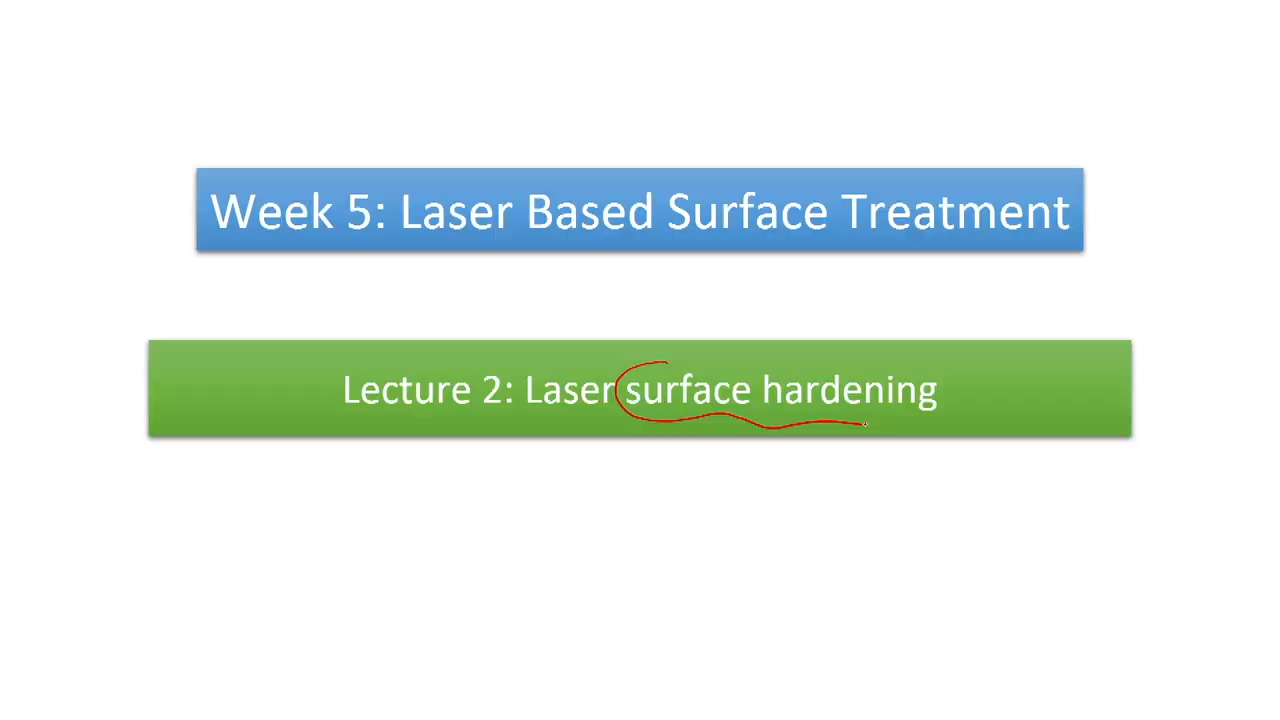 Week 5: Laser Based Surface Treatment
Lecture 2: Laser surface hardening